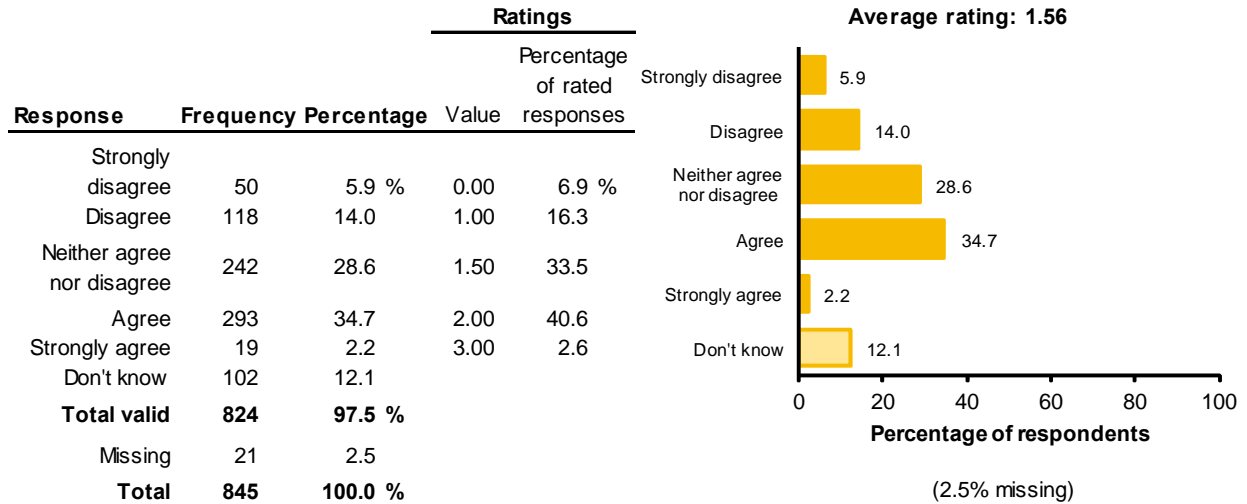 Ratings
Response Frequency Percentage Value Percentage of rated responses
Strongly
disagree 50 5.9 % 0.00 6.9 %
Disagree 118 14.0 1.00 16.3
Neither agree
nor disagree 242 28.6 1.50 33.5
Agree 293 34.7 2.00 40.6
Strongly agree 19 2.2 3.00 2.6
Don't know 102 12.1
Total valid 824 97.5 %
Missing 21 2.5
Total 845 100.0 %
Average rating: 1.56
Strongly disagree 5.9
Disagree 14.0
Neither agree
nor disagree 28.6
Agree 34.7
Strongly agree 2.2
Don't know 12.1
0 20 40 60 80 100
Percentage of respondents
(2.5% missing)